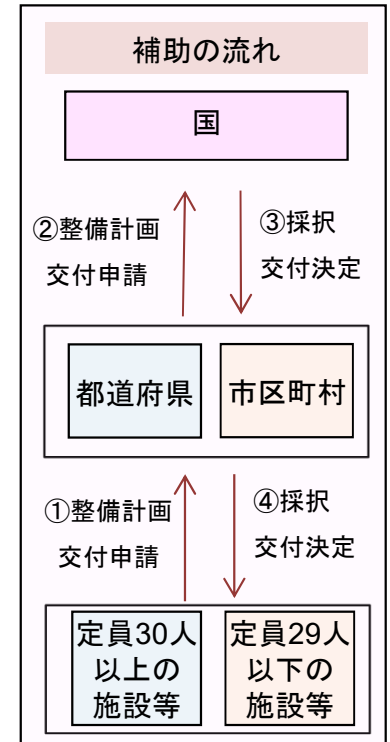 補助の流れ
国
②整備計画
交付申請
③採択
交付決定
都道府県
市区町村
①整備計画
交付申請
④採択
交付決定
定員30人
以上の
施設等
定員29人
以下の
施設等